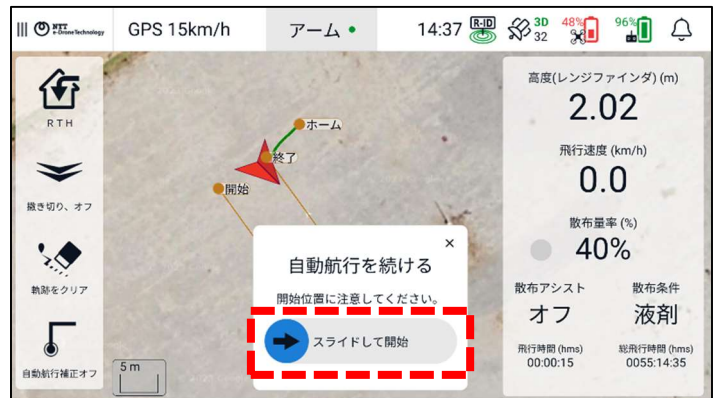 NTT e-Drone Technology
GPS 15km/h
アーム
14:37
R-ID
3D
32
48%
96%
RTH
撒き切り、オフ
軌跡をクリア
自動航行補正オフ
ホーム
終了
開始
5 m
×
自動航行を続ける
開始位置に注意してください。
スライドして開始
高度(レンジファインダ) (m)
2.02
飛行速度 (km/h)
0.0
散布量率 (%)
40%
散布アシスト
オフ
散布条件
液剤
飛行時間 (hms)
00:00:15
総飛行時間 (hms)
0055:14:35